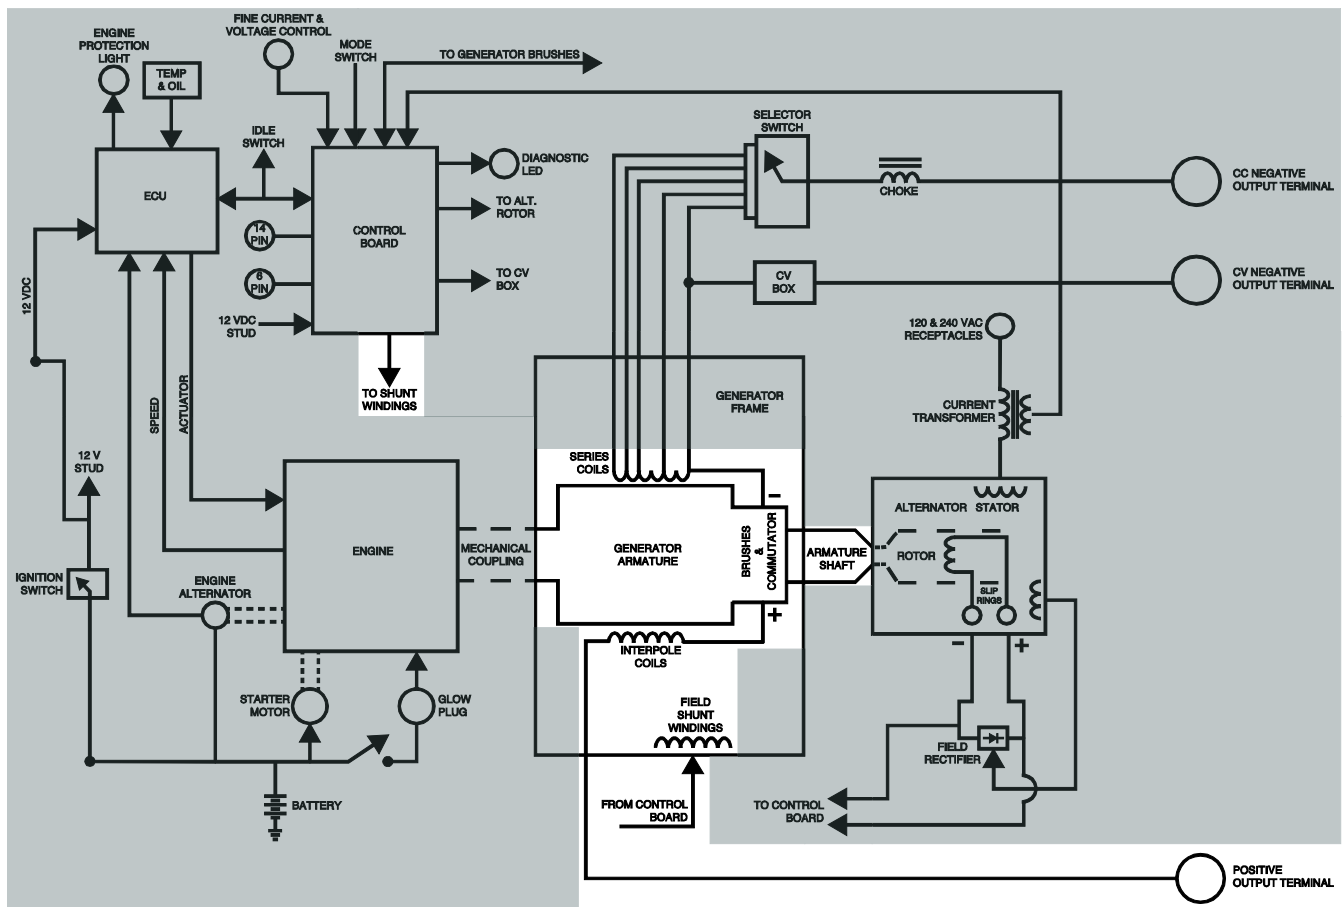 FINE CURRENT &
VOLTAGE CONTROL
ENGINE
PROTECTION
LIGHT
MODE
SWITCH
TO GENERATOR BRUSHES
TEMP
& OIL
IDLE
SWITCH
SELECTOR
SWITCH
DIAGNOSTIC
LED
CHOKE
CC NEGATIVE
OUTPUT TERMINAL
ECU
TO ALT.
ROTOR
14
PIN
CONTROL
BOARD
6
PIN
TO CV
BOX
CV
BOX
CV NEGATIVE
OUTPUT TERMINAL
12 VDC
12 VDC
STUD
120 & 240 VAC
RECEPTACLES
SPEED
ACTUATOR
TO SHUNT
WINDINGS
GENERATOR
FRAME
CURRENT
TRANSFORMER
12 V
STUD
SERIES
COILS
–
ALTERNATOR STATOR
ENGINE
MECHANICAL
COUPLING
GENERATOR
ARMATURE
BRUSHES
&
COMMUTATOR
ARMATURE
SHAFT
ROTOR
SLIP
RINGS
IGNITION
SWITCH
ENGINE
ALTERNATOR
+
– +
INTERPOLE
COILS
STARTER
MOTOR
GLOW
PLUG
FIELD
SHUNT
WINDINGS
FIELD
RECTIFIER
BATTERY
FROM CONTROL
BOARD
TO CONTROL
BOARD
POSITIVE
OUTPUT TERMINAL